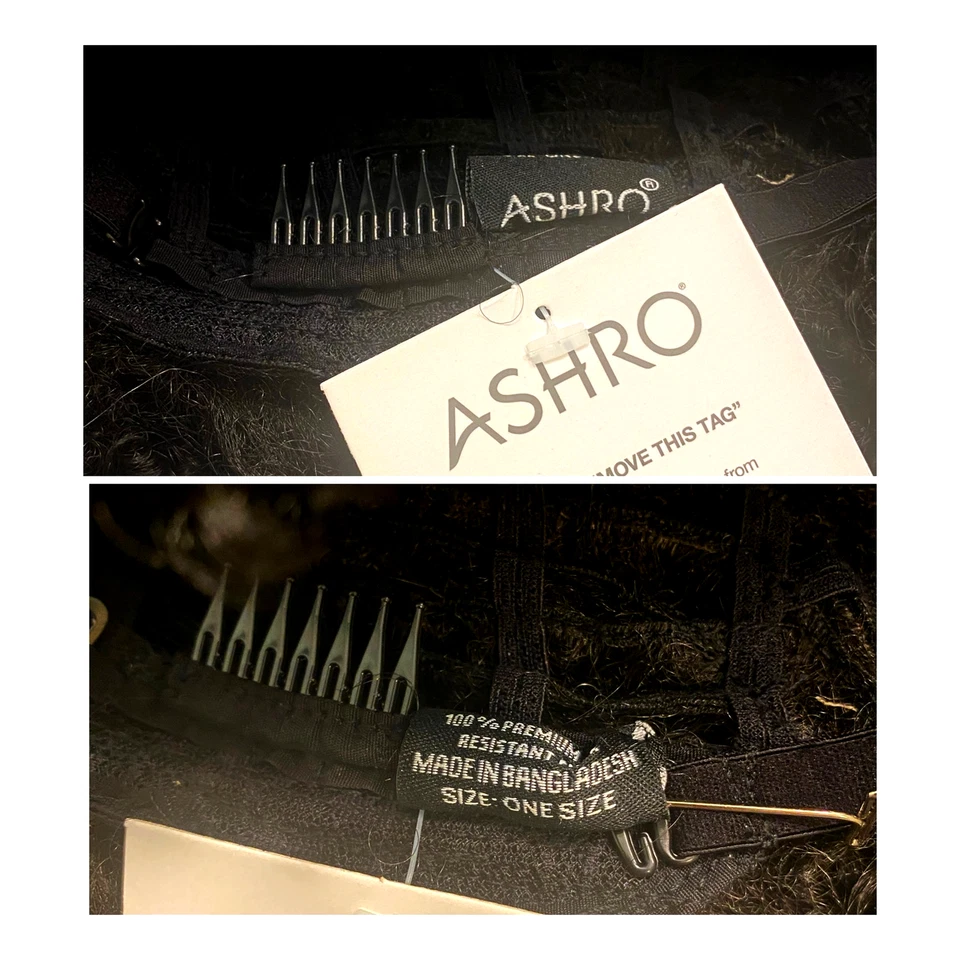 ASHRO®
ASHRO®
MOVE THIS TAG”
from
100% PREMIUM
RESISTANT
MADE IN BANGLADESH
SIZE- ONE SIZE